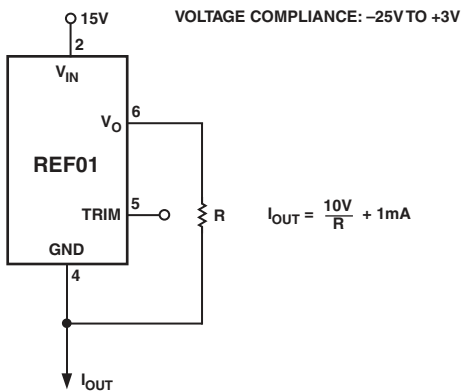 15V
VOLTAGE COMPLIANCE: –25V TO +3V
2
VIN
VO
6
REF01
TRIM
5
R
IOUT = 10V
R
+ 1mA
GND
4
IOUT